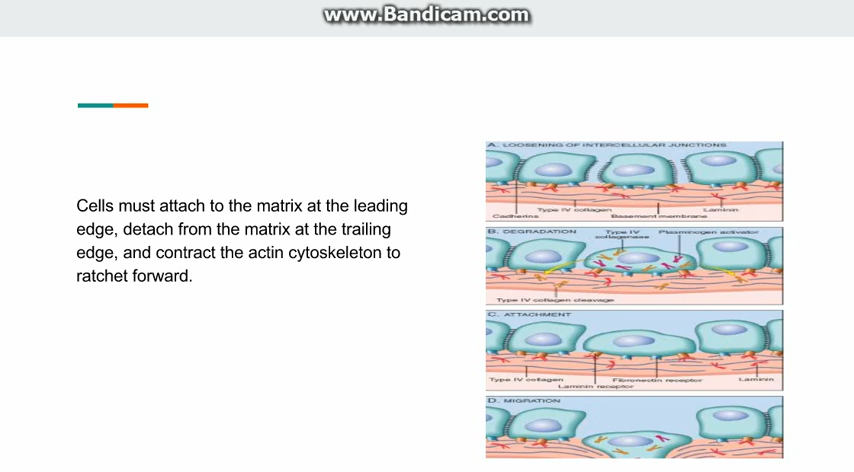 www.Bandicam.com
Cells must attach to the matrix at the leading
edge, detach from the matrix at the trailing
edge, and contract the actin cytoskeleton to
ratchet forward.
A. LOOSENING OF INTERCELLULAR JUNCTIONS
Type IV collagen
Laminin
Cadherins
Basement membrane
B. DEGRADATION
Type IV
collagenase
Plasminogen activator
Type IV collagen cleavage
C. ATTACHMENT
Type IV collagen
Fibronectin receptor
Laminin
Laminin receptor
D. MIGRATION